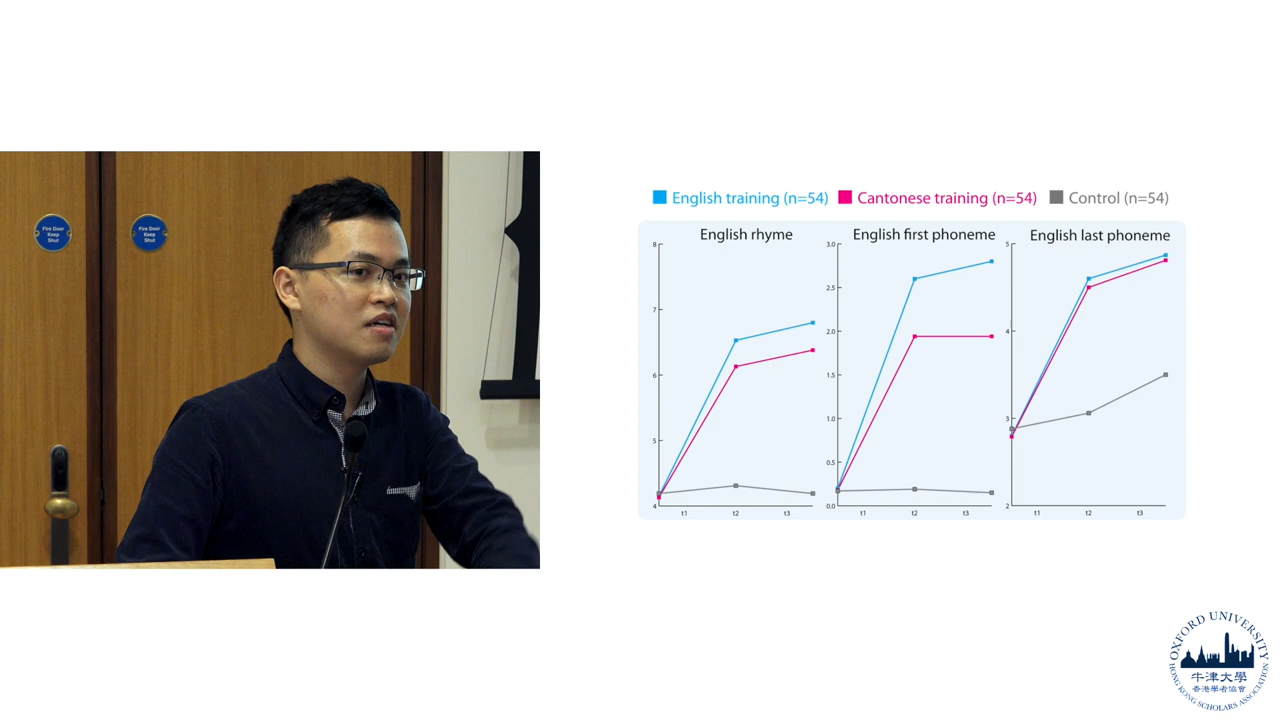 Fire Door
Keep
Shut
Fire Door
Keep
Shut
English training (n=54) Cantonese training (n=54) Control (n=54)
English rhyme
8
7
6
5
4
t1 t2 t3
English first phoneme
3.0
2.5
2.0
1.5
1.0
0.5
0.0
t1 t2 t3
English last phoneme
5
4
3
2
t1 t2 t3
OXFORD UNIVERSITY
牛津大學
香港學者協會
HONG KONG SCHOLARS ASSOCIATION